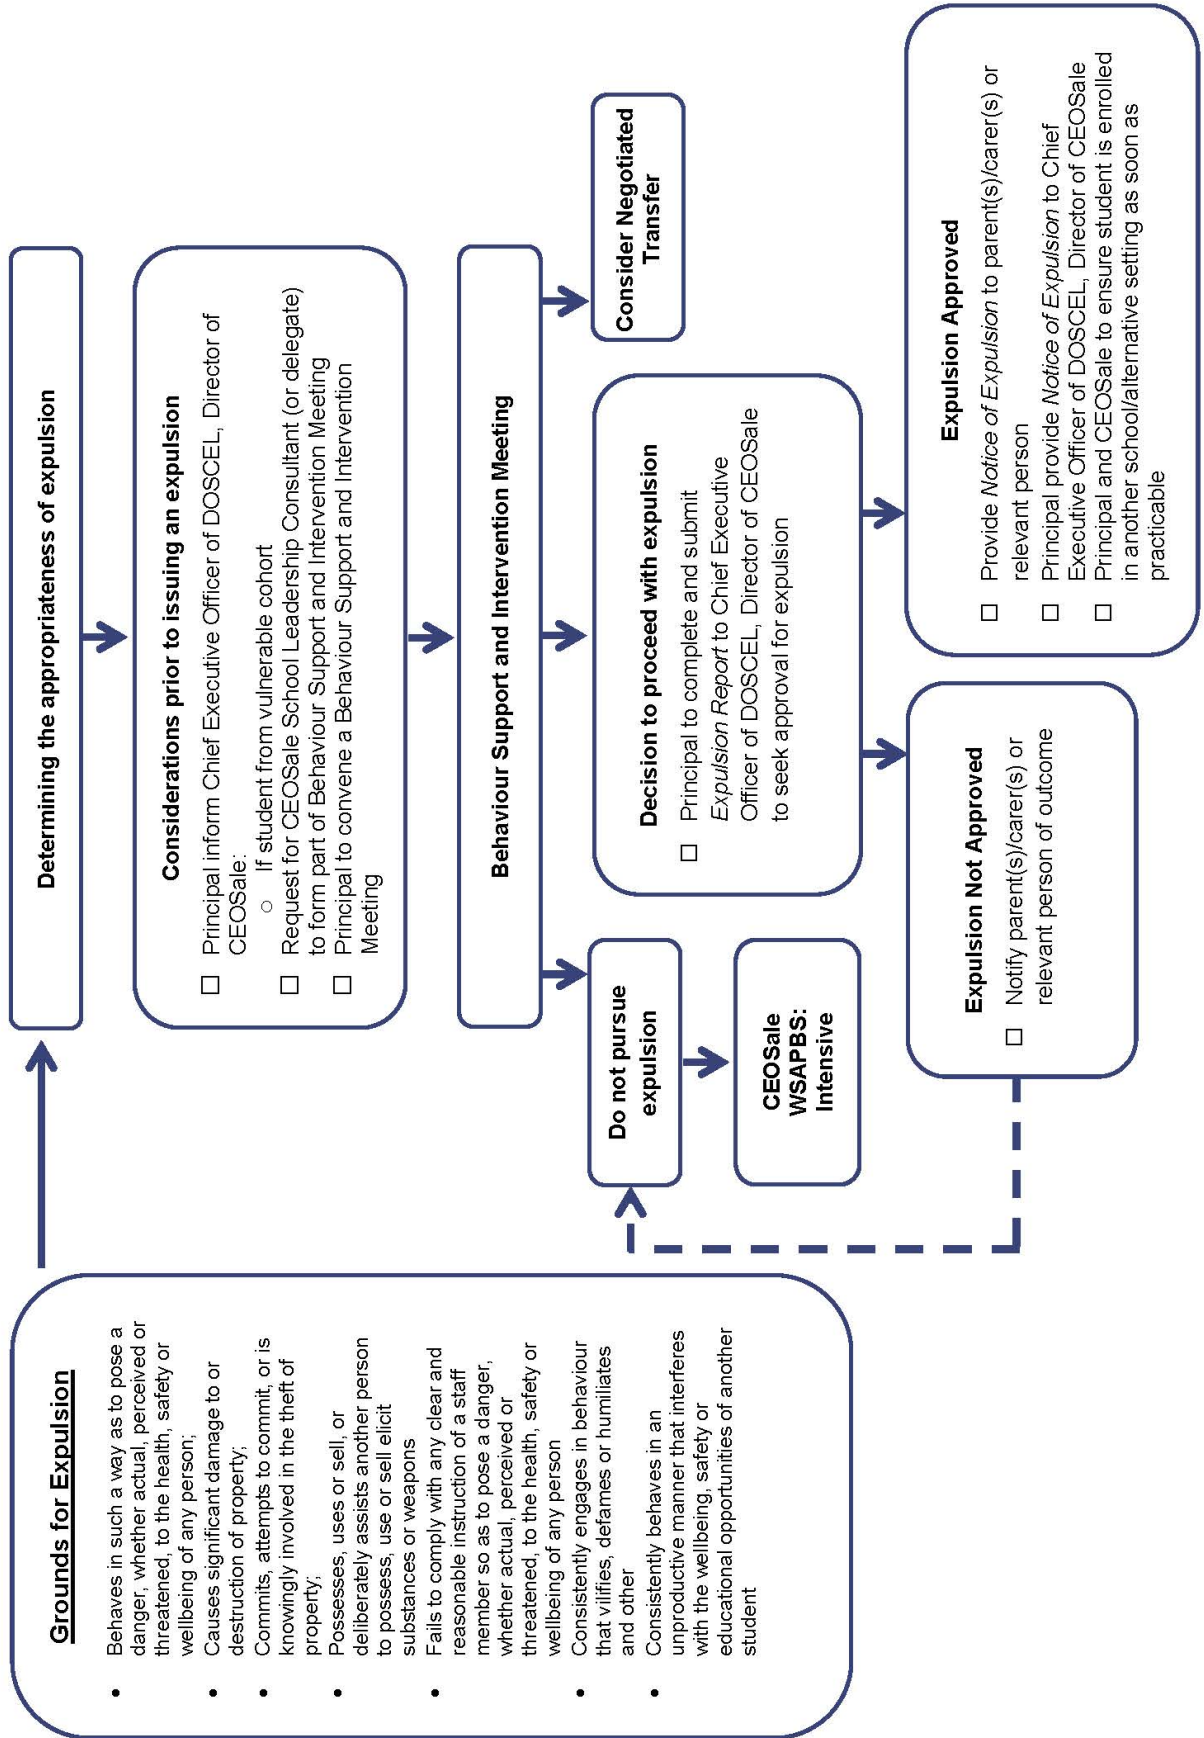 Grounds for Expulsion
• Behaves in such a way as to pose a
danger, whether actual, perceived or
threatened, to the health, safety or
wellbeing of any person;
• Causes significant damage to or
destruction of property;
• Commits, attempts to commit, or is
knowingly involved in the theft of
property;
• Possesses, uses or sell, or
deliberately assists another person
to possess, use or sell elicit
substances or weapons
• Fails to comply with any clear and
reasonable instruction of a staff
member so as to pose a danger,
whether actual, perceived or
threatened, to the health, safety or
wellbeing of any person
• Consistently engages in behaviour
that vilifies, defames or humiliates
and other
• Consistently behaves in an
unproductive manner that interferes
with the wellbeing, safety or
educational opportunities of another
student
Determining the appropriateness of expulsion
Considerations prior to issuing an expulsion
☐ Principal inform Chief Executive Officer of DOSCEL, Director of
CEOSale:
○ If student from vulnerable cohort
☐ Request for CEOSale School Leadership Consultant (or delegate)
to form part of Behaviour Support and Intervention Meeting
☐ Principal to convene a Behaviour Support and Intervention
Meeting
Behaviour Support and Intervention Meeting
Do not pursue
expulsion
CEOSale
WSAPBS:
Intensive
Decision to proceed with expulsion
☐ Principal to complete and submit
Expulsion Report to Chief Executive
Officer of DOSCEL, Director of CEOSale
to seek approval for expulsion
Consider Negotiated
Transfer
Expulsion Not Approved
☐ Notify parent(s)/carer(s) or
relevant person of outcome
Expulsion Approved
☐ Provide Notice of Expulsion to parent(s)/carer(s) or
relevant person
☐ Principal provide Notice of Expulsion to Chief
Executive Officer of DOSCEL, Director of CEOSale
☐ Principal and CEOSale to ensure student is enrolled
in another school/alternative setting as soon as
practicable